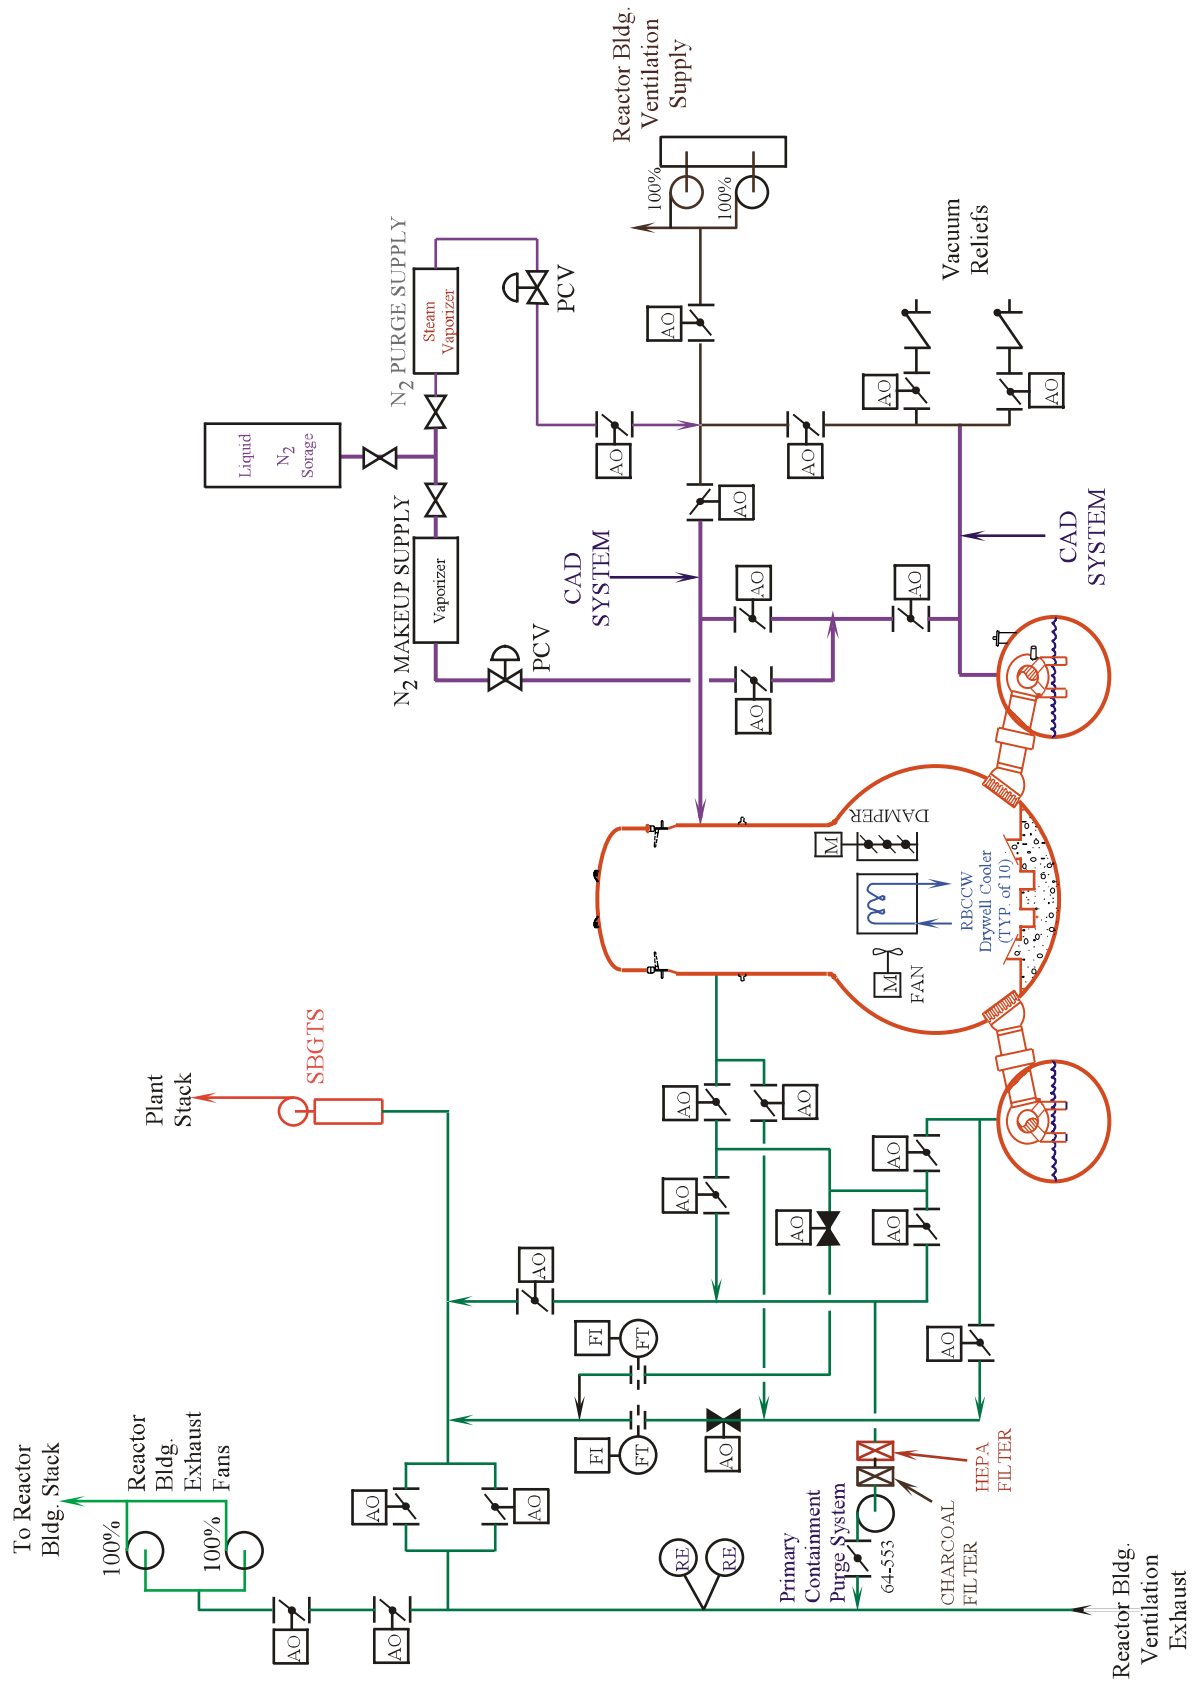 To Reactor
Bldg. Stack
100%
100%
Reactor
Bldg.
Exhaust
Fans
AO
AO
AO
AO
Plant
Stack
SBGTS
RE
RE
Reactor Bldg.
Ventilation
Exhaust
Primary
Containment
Purge System
64-553
CHARCOAL
FILTER
HEPA
FILTER
FI
FT
FI
FT
AO
AO
AO
AO
AO
AO
AO
AO
AO
AO
M
FAN
RBCCW
Drywell Cooler
(TYP. of 10)
M
DAMPER
N2 MAKEUP SUPPLY
Vaporizer
PCV
Liquid
N2
Sorage
N2 PURGE SUPPLY
Steam
Vaporizer
PCV
CAD
SYSTEM
AO
AO
AO
AO
AO
AO
AO
CAD
SYSTEM
AO
AO
Vacuum
Reliefs
100%
100%
Reactor Bldg.
Ventilation
Supply